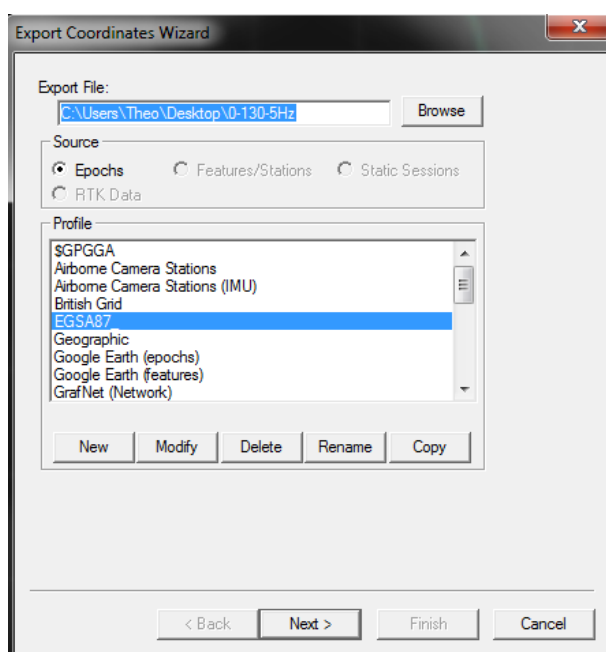 Export Coordinates Wizard
Export File:
C:\Users\Theo\Desktop\0-130-5Hz
Browse
Source
Epochs
Features/Stations
Static Sessions
RTK Data
Profile
$GPGGA
Airborne Camera Stations
Airborne Camera Stations (IMU)
British Grid
EGSA87_
Geographic
Google Earth (epochs)
Google Earth (features)
GrafNet (Network)
New Modify Delete Rename Copy
< Back Next > Finish Cancel